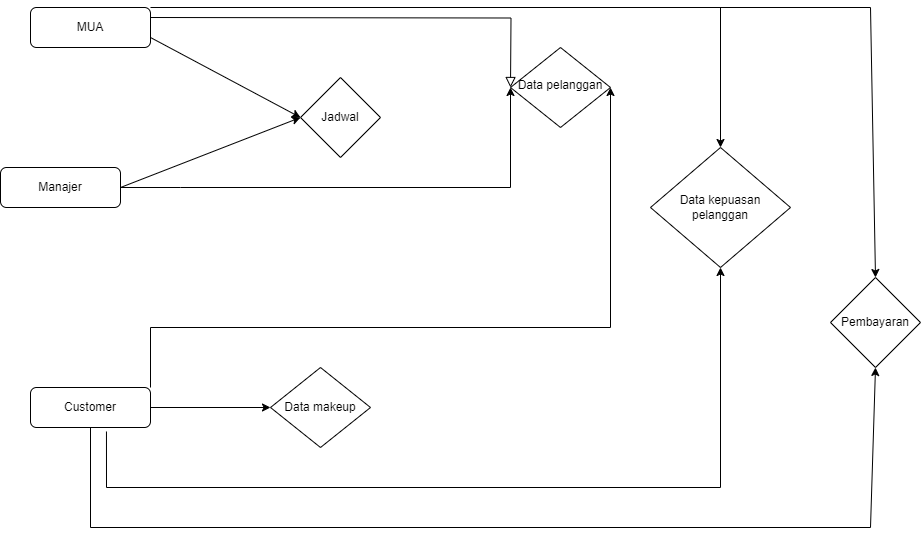 MUA
Data pelanggan
Jadwal
Manajer
Data kepuasan
pelanggan
Pembayaran
Customer
Data makeup